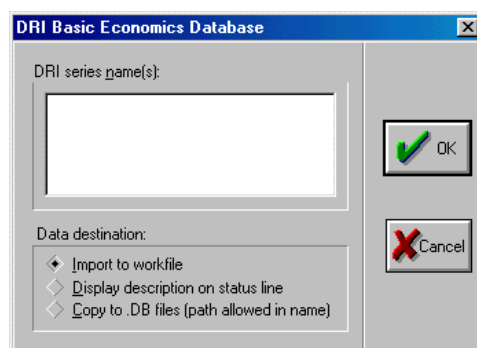 DRI Basic Economics Database
DRI series name(s):
OK
Cancel
Data destination:
Import to workfile
Display description on status line
Copy to .DB files (path allowed in name)